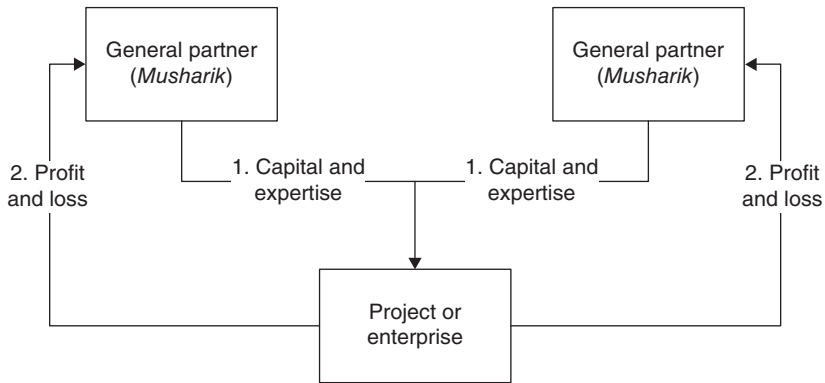 General partner
(Musharik)
General partner
(Musharik)
2. Profit
and loss
1. Capital and
expertise
1. Capital and
expertise
2. Profit
and loss
Project or
enterprise